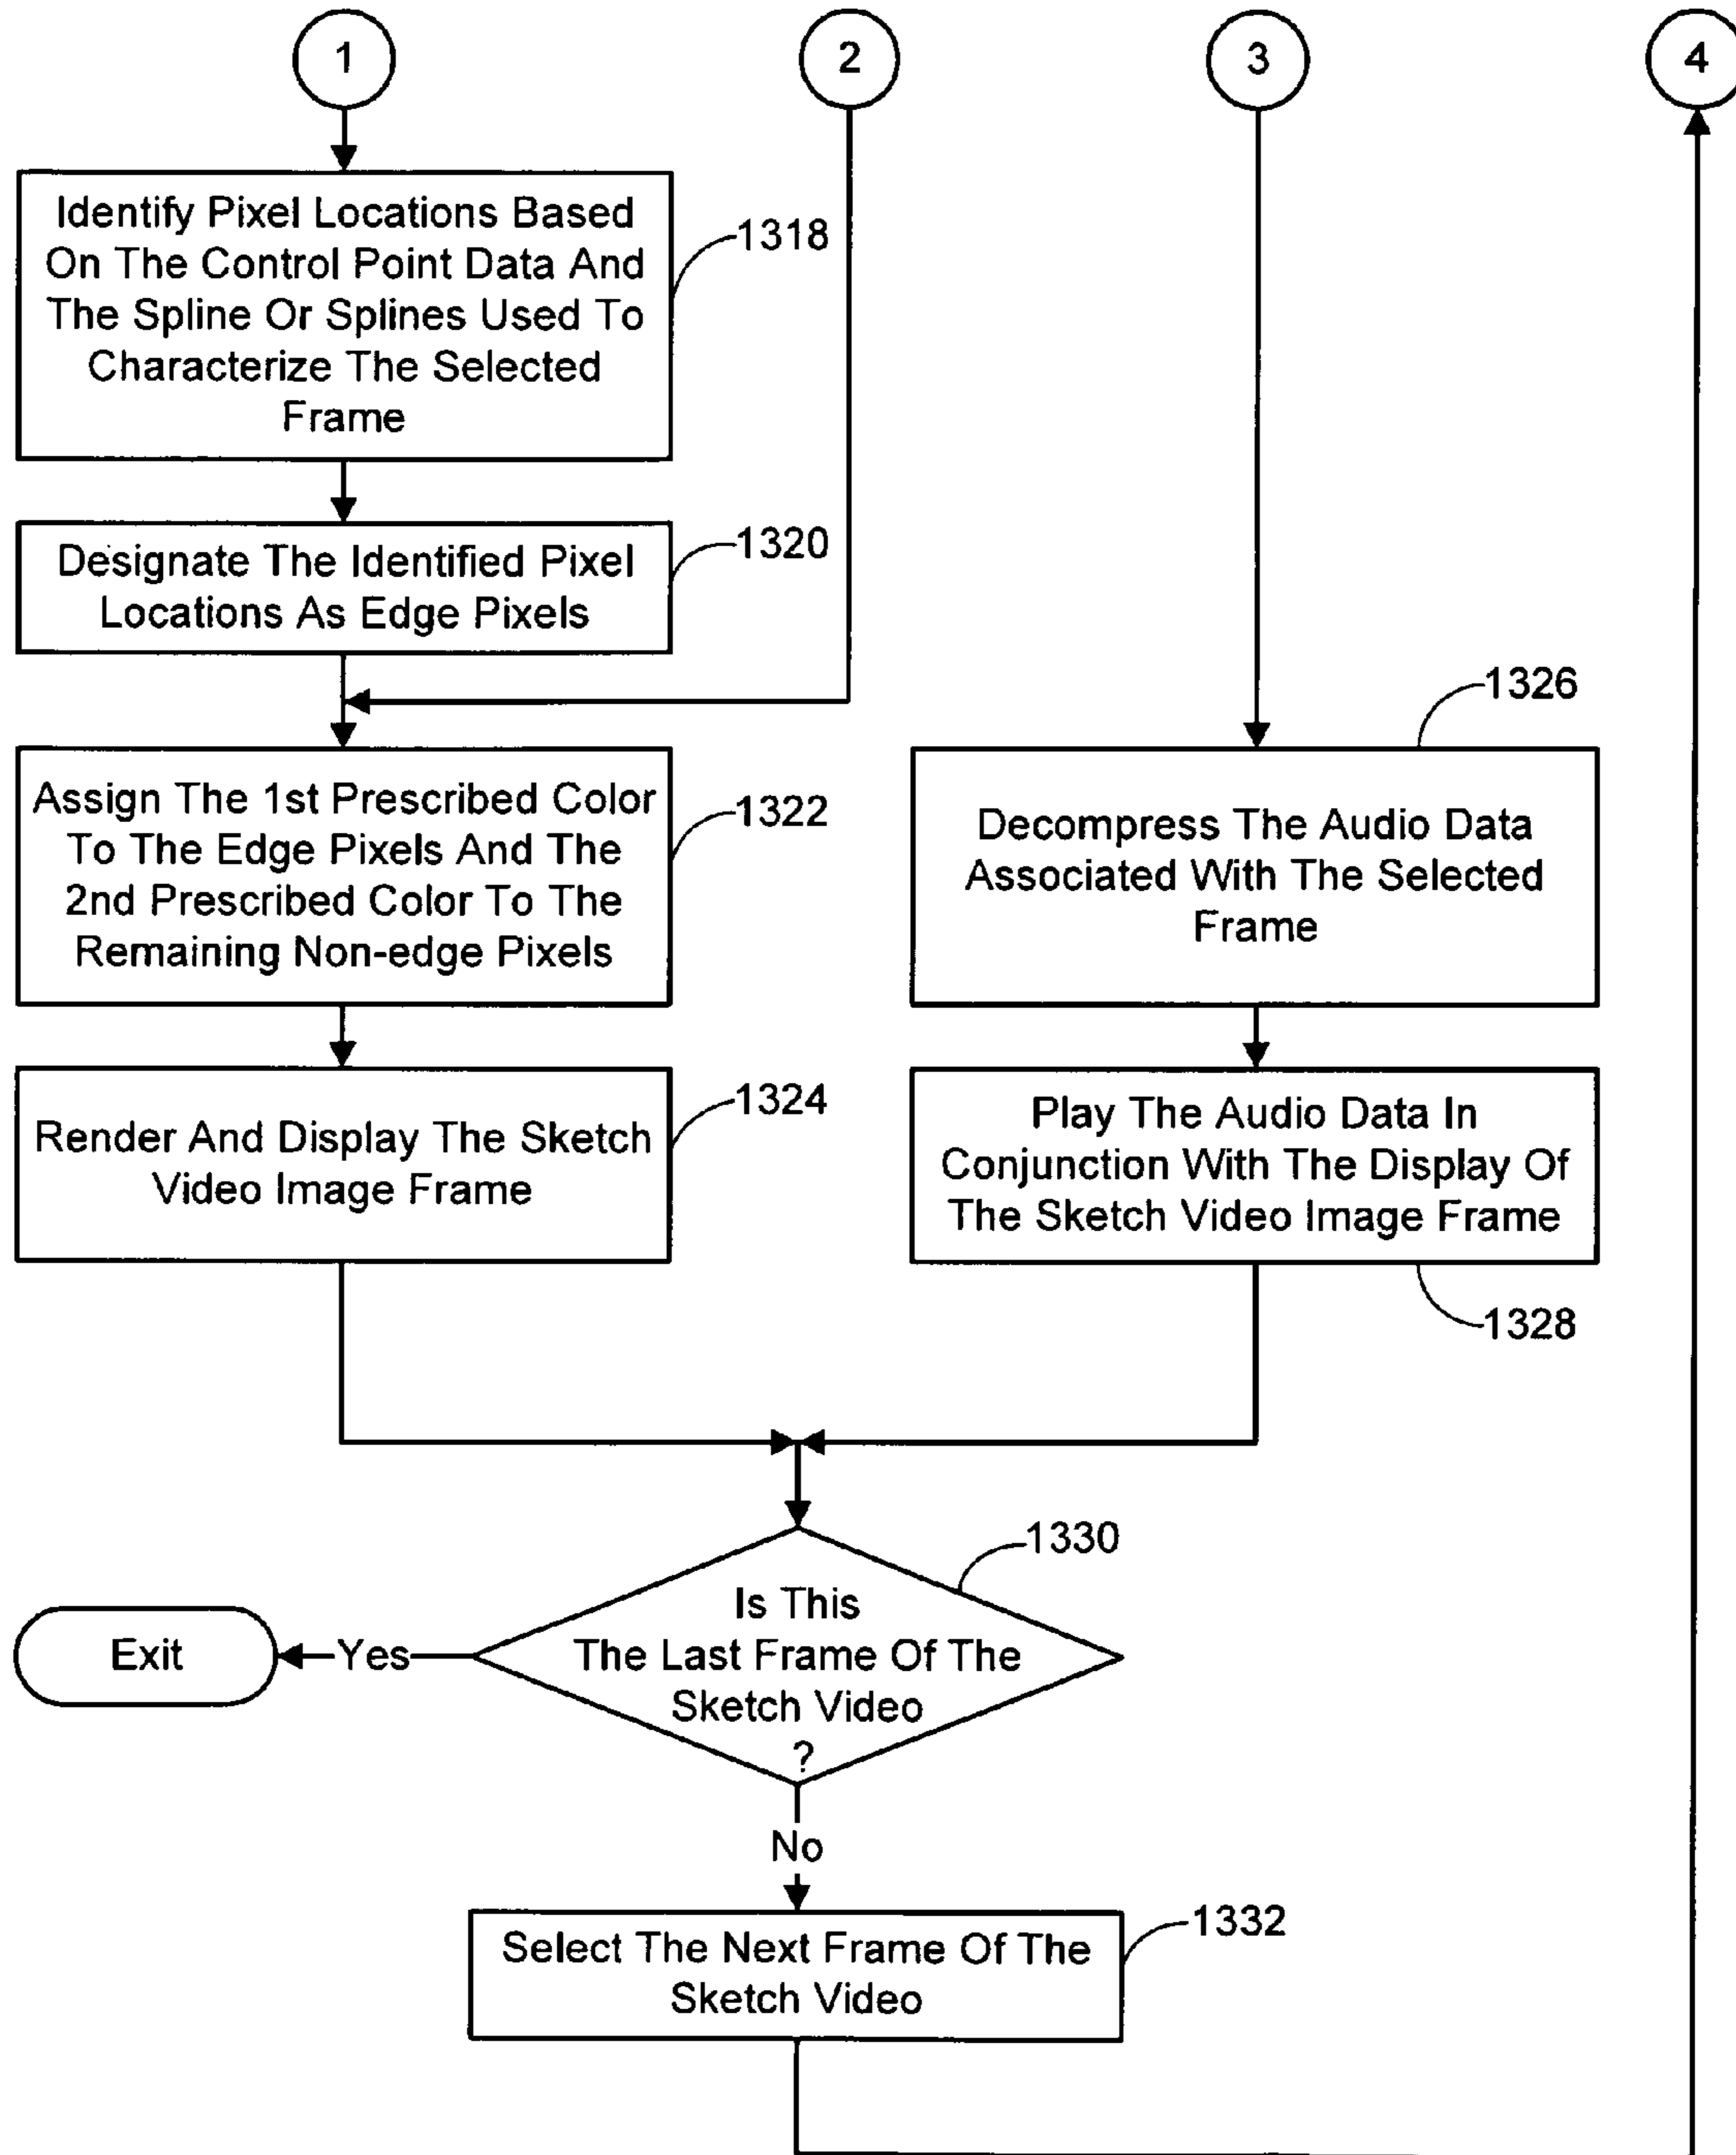 1
2
3
4
Identify Pixel Locations Based
On The Control Point Data And
The Spline Or Splines Used To
Characterize The Selected
Frame
1318
Designate The Identified Pixel
Locations As Edge Pixels
1320
Assign The 1st Prescribed Color
To The Edge Pixels And The
2nd Prescribed Color To The
Remaining Non-edge Pixels
1322
1326
Decompress The Audio Data
Associated With The Selected
Frame
Render And Display The Sketch
Video Image Frame
1324
Play The Audio Data In
Conjunction With The Display Of
The Sketch Video Image Frame
1328
1330
Is This
The Last Frame Of The
Sketch Video
?
Yes
Exit
No
Select The Next Frame Of The
Sketch Video
1332